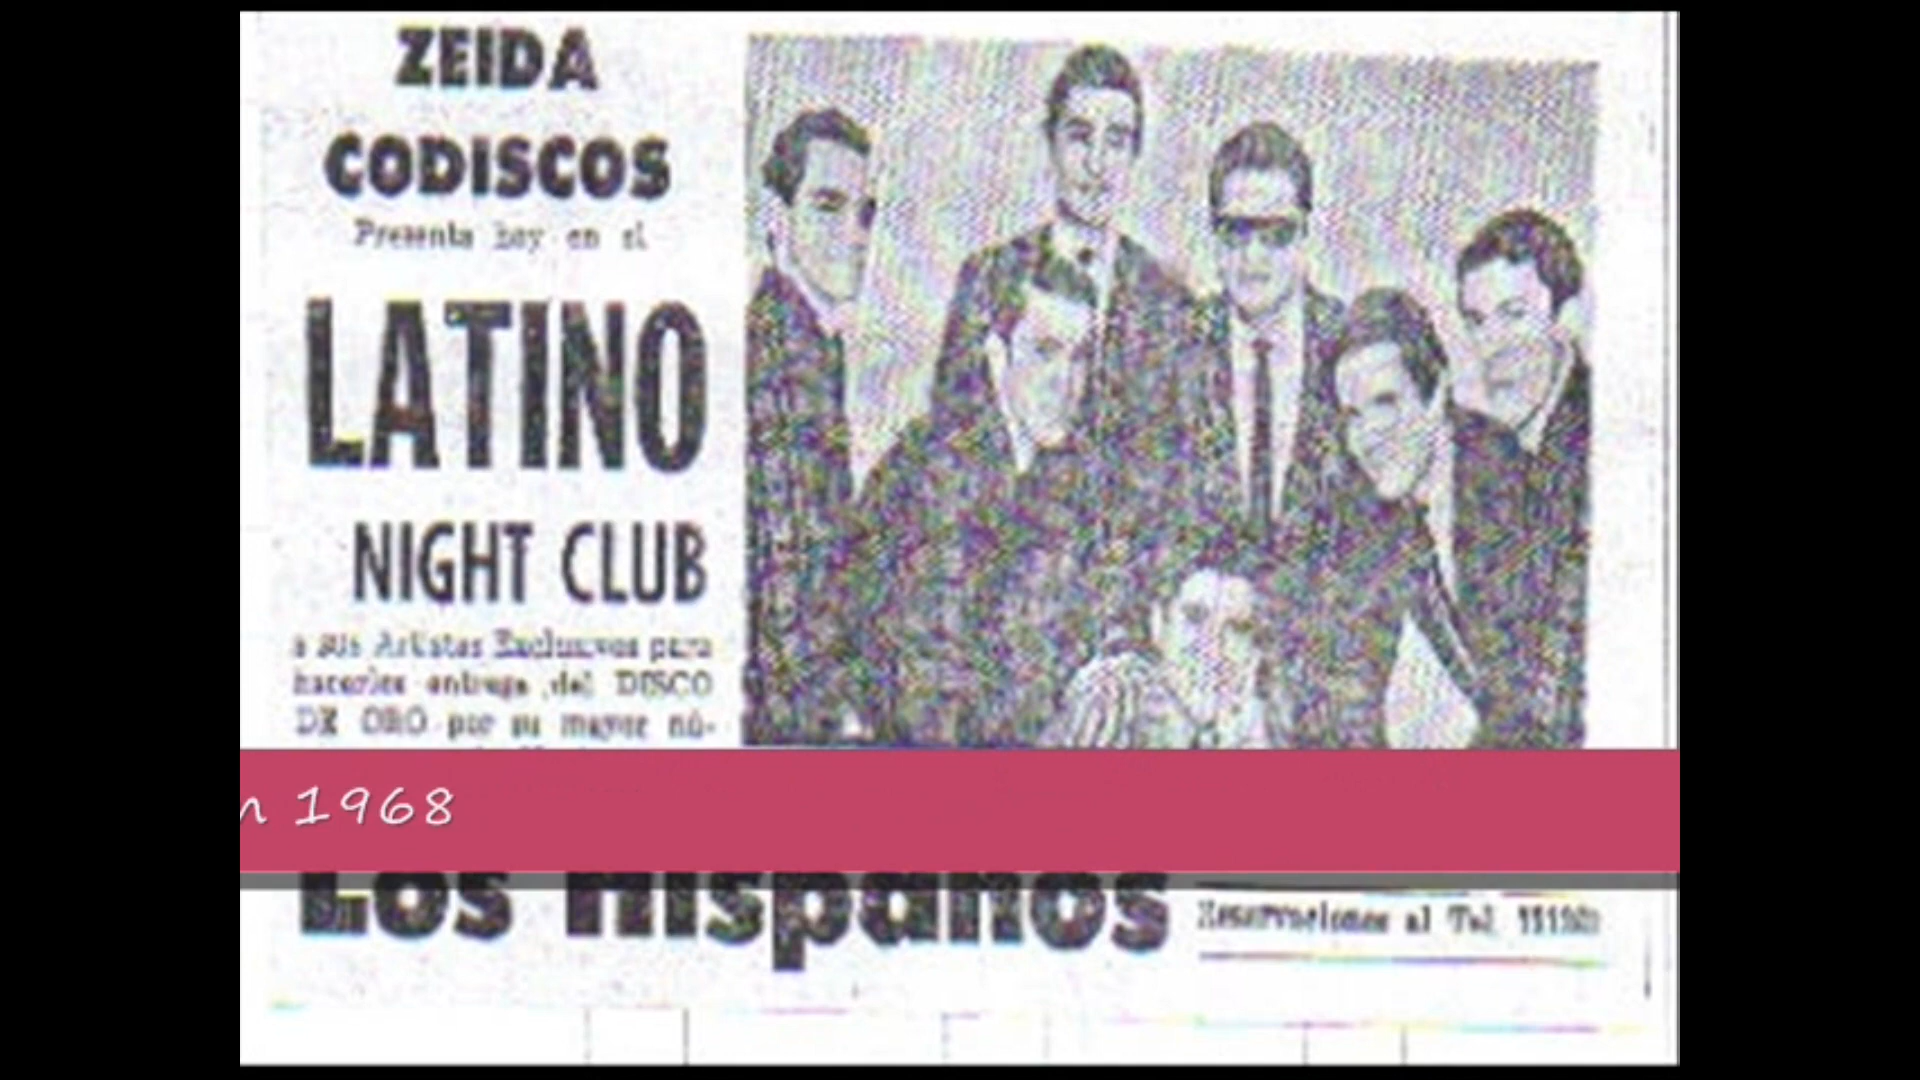 ZEIDA
CODISCOS
Presenta hoy en el
LATINO
NIGHT CLUB
a sus Artistas Exclusivos para
hacerles entrega del DISCO
DE ORO por su mayor nú-
n 1968
Los Hispanos
Reservaciones al Tel.